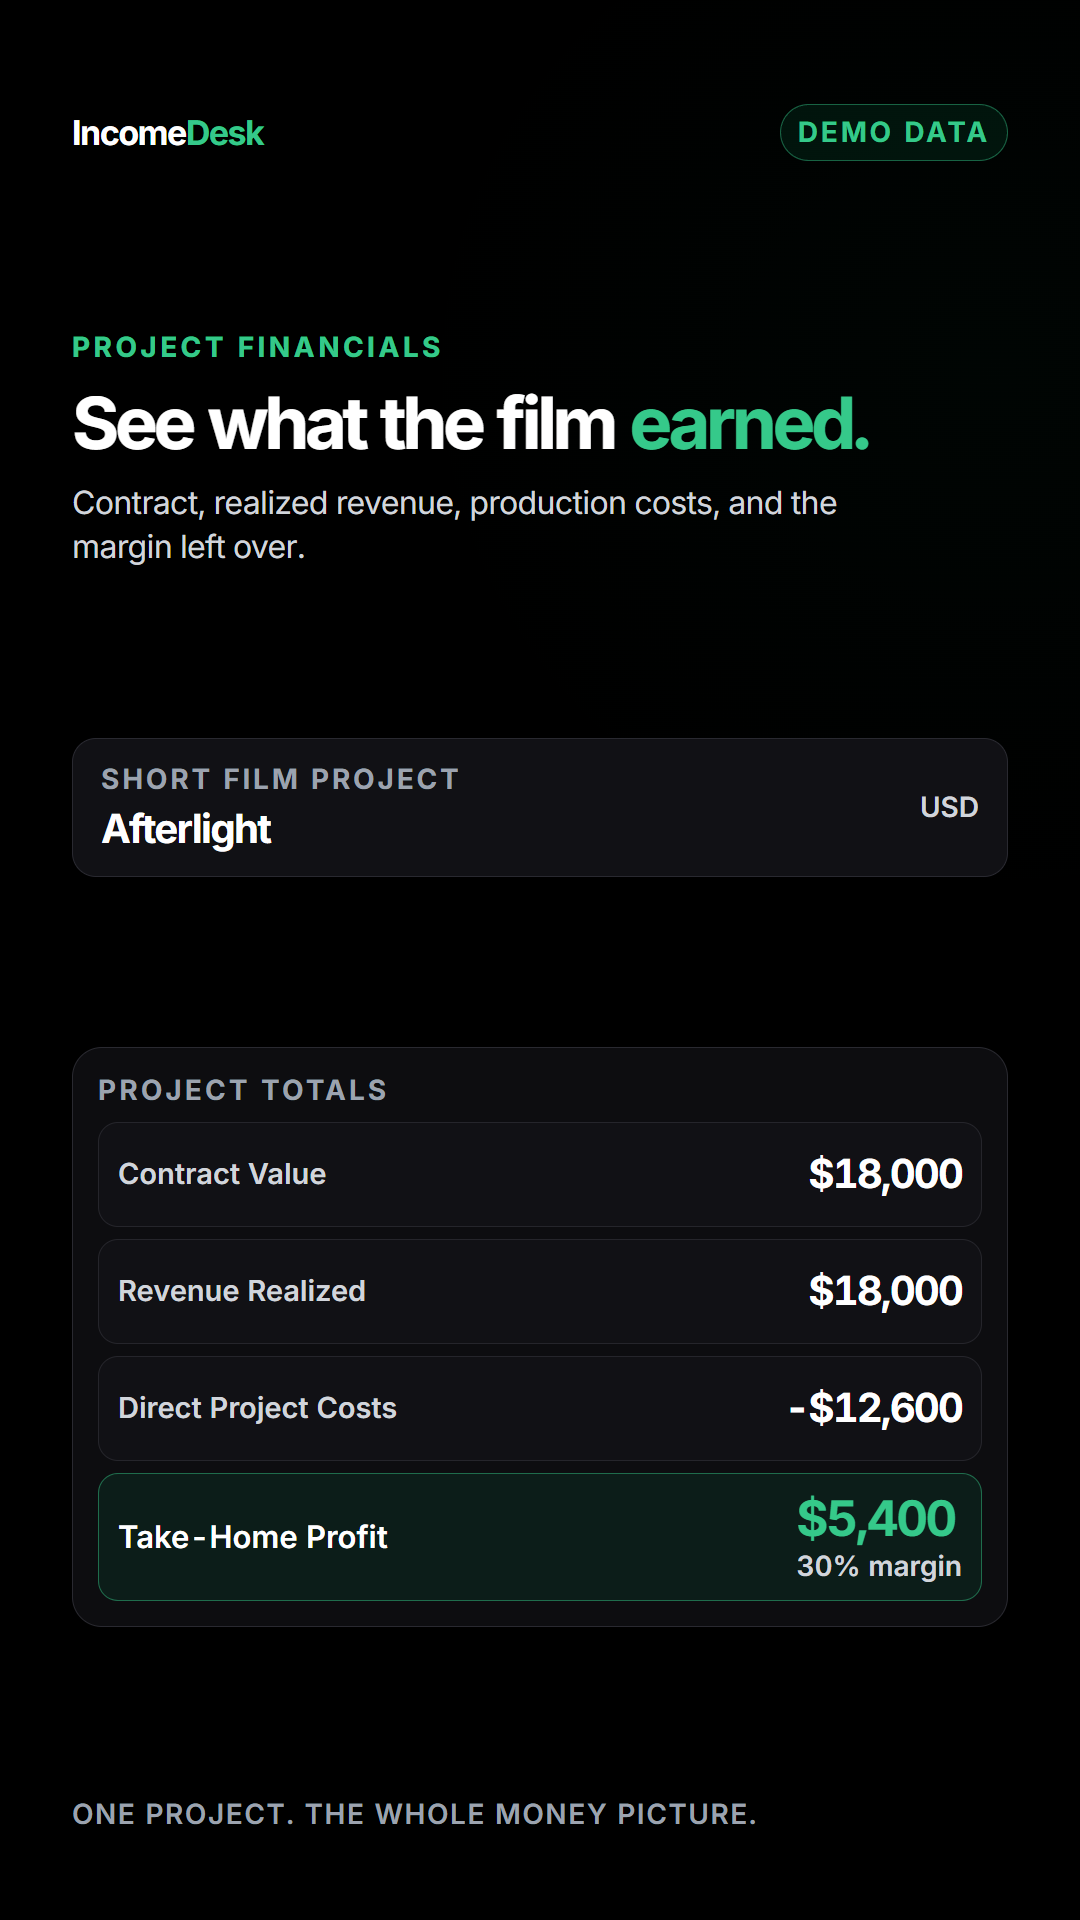 IncomeDesk
DEMO DATA
PROJECT FINANCIALS
See what the film earned.
Contract, realized revenue, production costs, and the
margin left over.
SHORT FILM PROJECT
Afterlight
USD
PROJECT TOTALS
Contract Value
$18,000
Revenue Realized
$18,000
Direct Project Costs
-$12,600
Take-Home Profit
$5,400
30% margin
ONE PROJECT. THE WHOLE MONEY PICTURE.